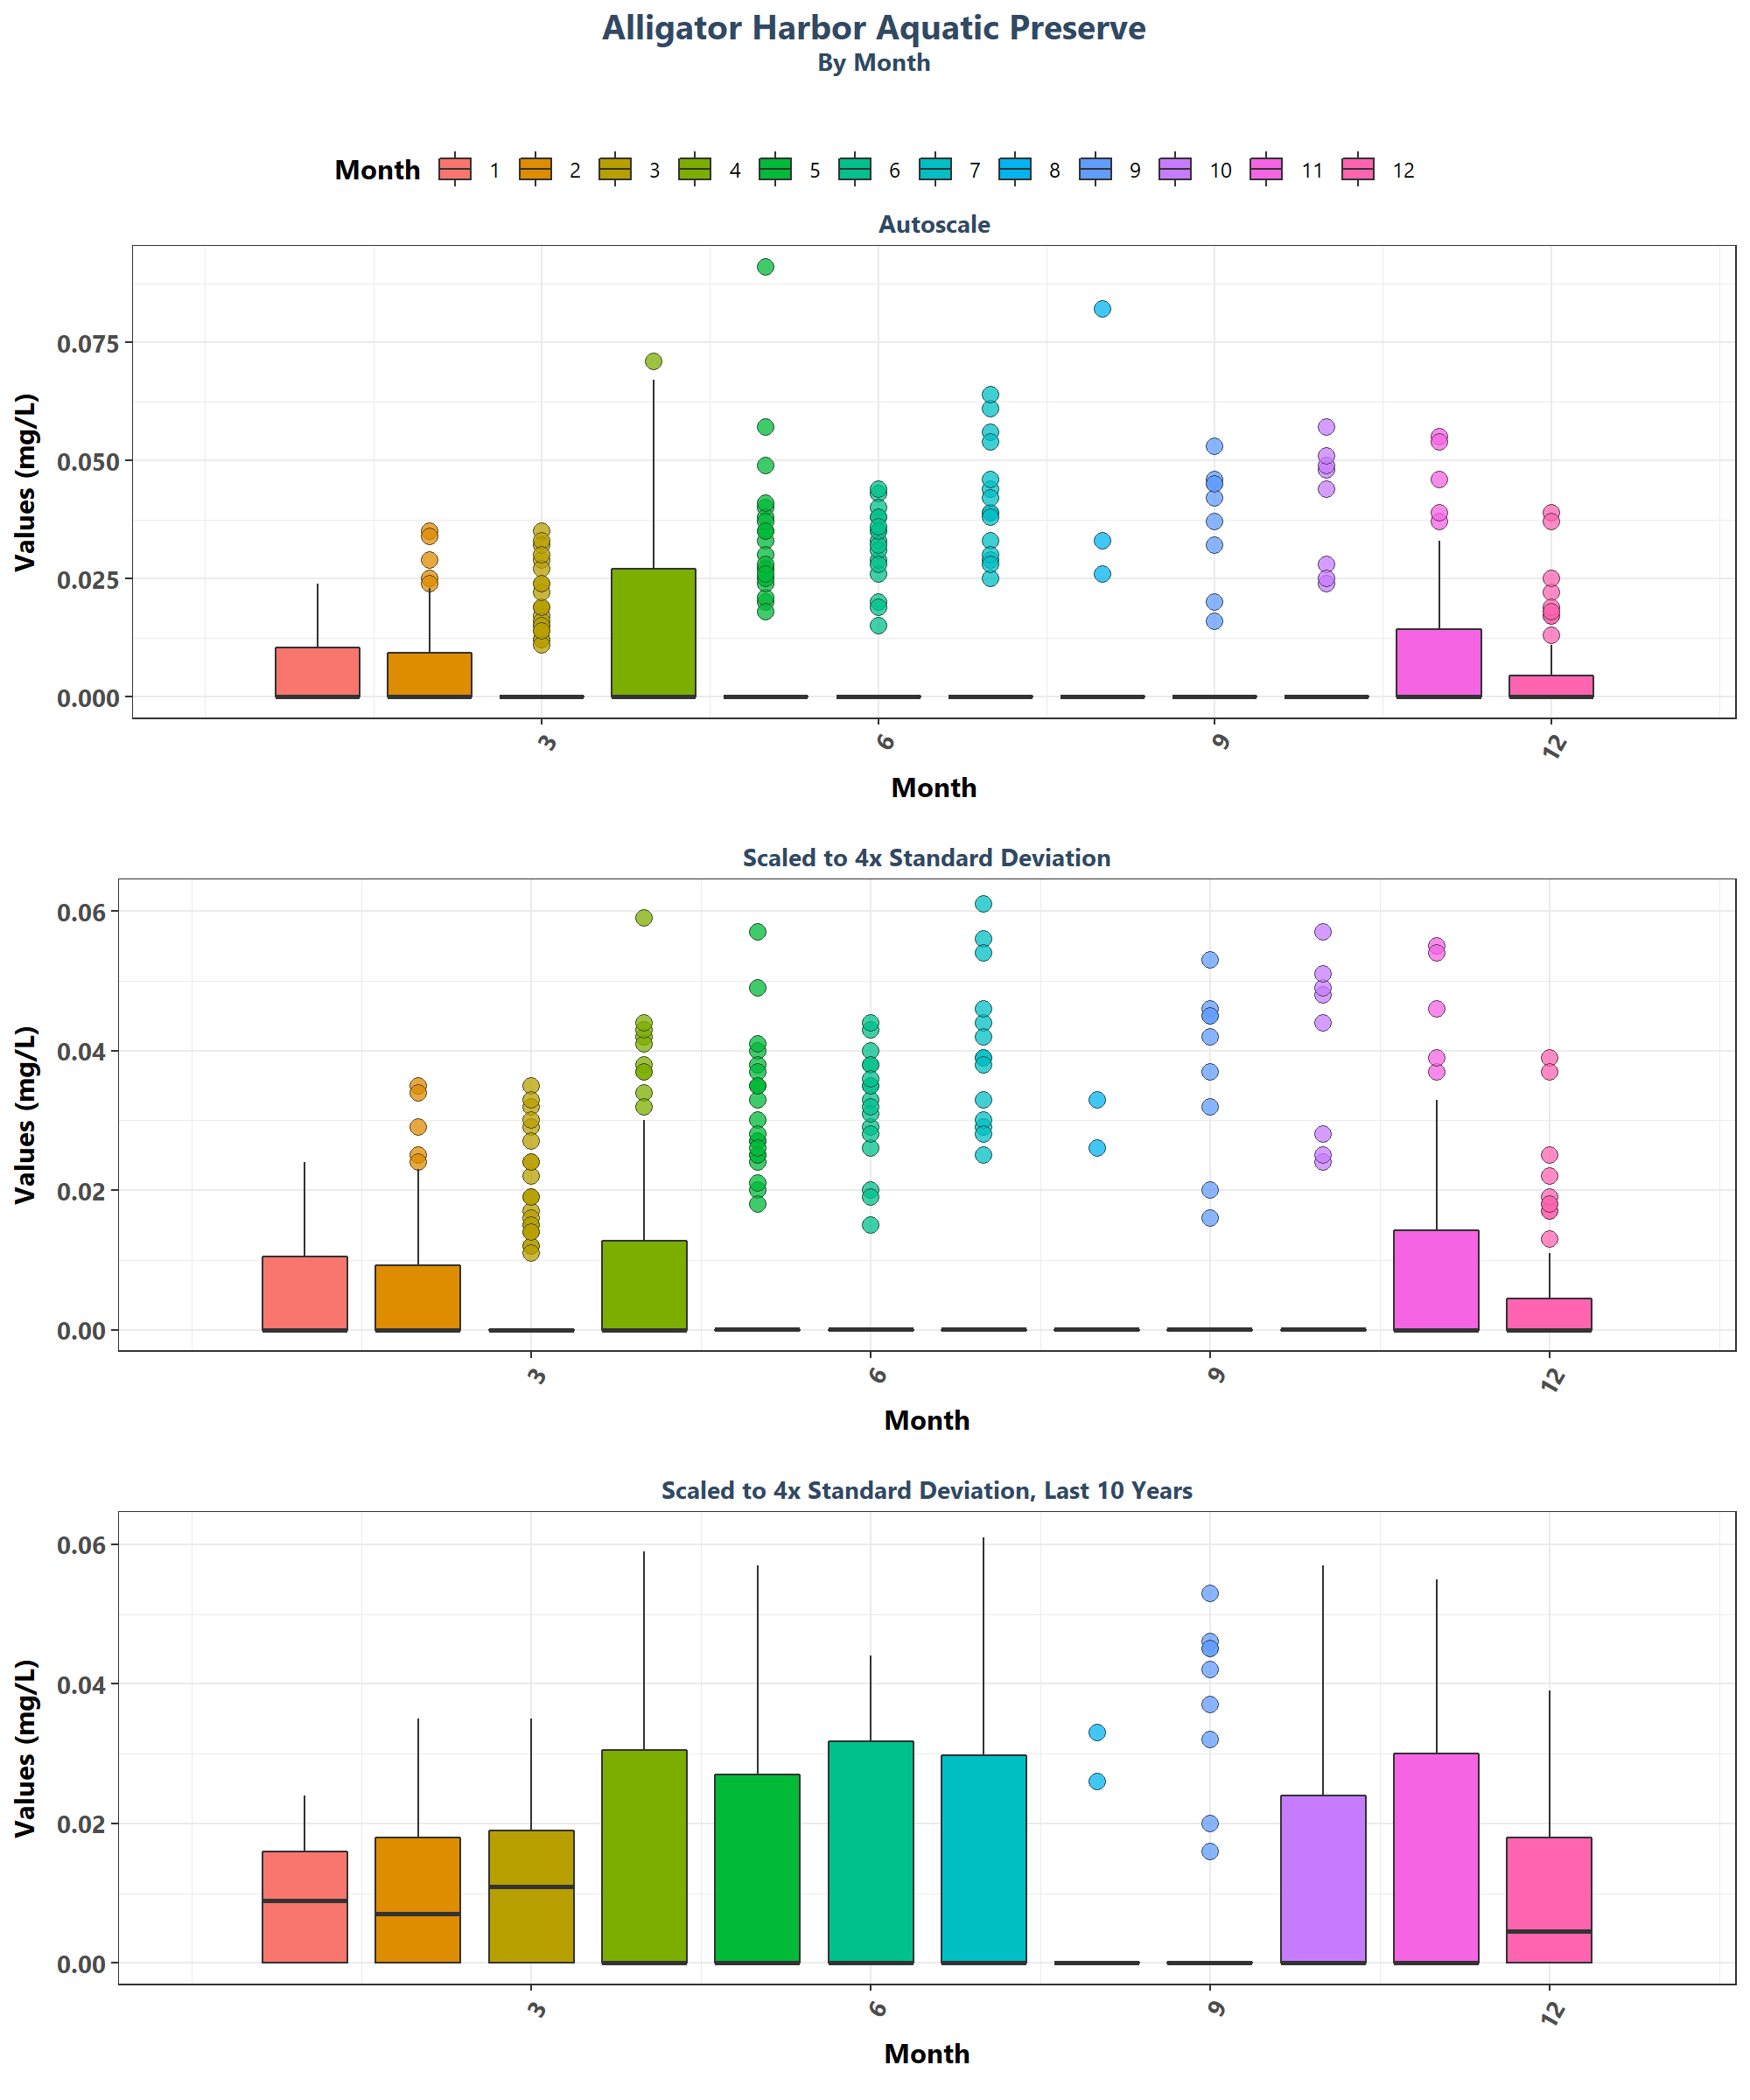 Alligator Harbor Aquatic Preserve
By Month
Month 1 2 3 4 5 6 7 8 9 10 11 12
Autoscale
Values (mg/L)
0.075
0.050
0.025
0.000
3 6 9 12
Month
Scaled to 4x Standard Deviation
Values (mg/L)
0.06
0.04
0.02
0.00
3 6 9 12
Month
Scaled to 4x Standard Deviation, Last 10 Years
Values (mg/L)
0.06
0.04
0.02
0.00
3 6 9 12
Month